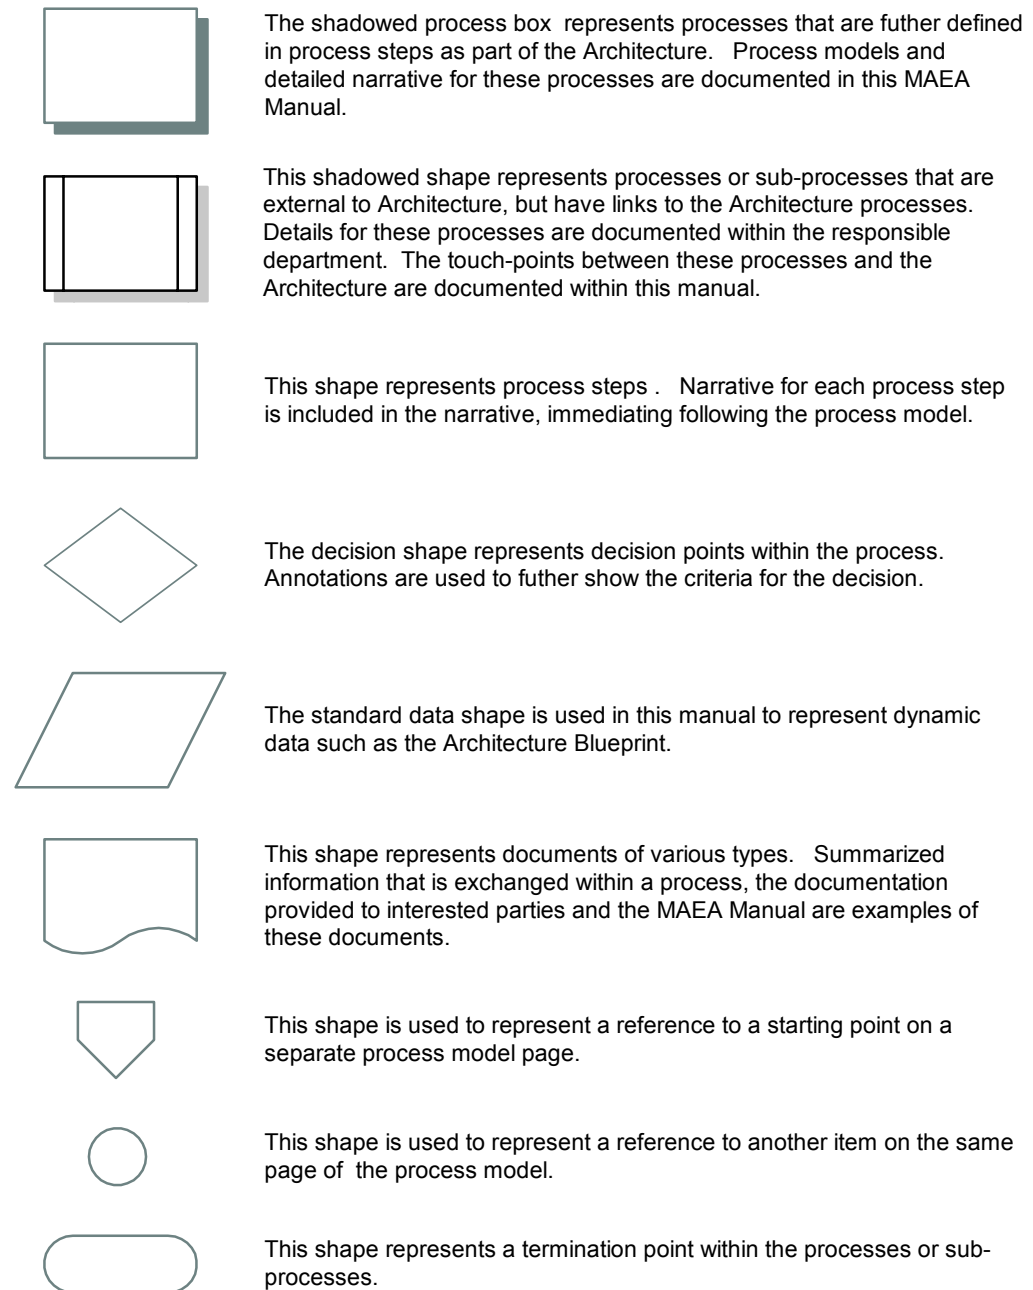 The shadowed process box represents processes that are futher defined
in process steps as part of the Architecture. Process models and
detailed narrative for these processes are documented in this MAEA
Manual.
This shadowed shape represents processes or sub-processes that are
external to Architecture, but have links to the Architecture processes.
Details for these processes are documented within the responsible
department. The touch-points between these processes and the
Architecture are documented within this manual.
This shape represents process steps . Narrative for each process step
is included in the narrative, immediating following the process model.
The decision shape represents decision points within the process.
Annotations are used to futher show the criteria for the decision.
The standard data shape is used in this manual to represent dynamic
data such as the Architecture Blueprint.
This shape represents documents of various types. Summarized
information that is exchanged within a process, the documentation
provided to interested parties and the MAEA Manual are examples of
these documents.
This shape is used to represent a reference to a starting point on a
separate process model page.
This shape is used to represent a reference to another item on the same
page of the process model.
This shape represents a termination point within the processes or sub-
processes.